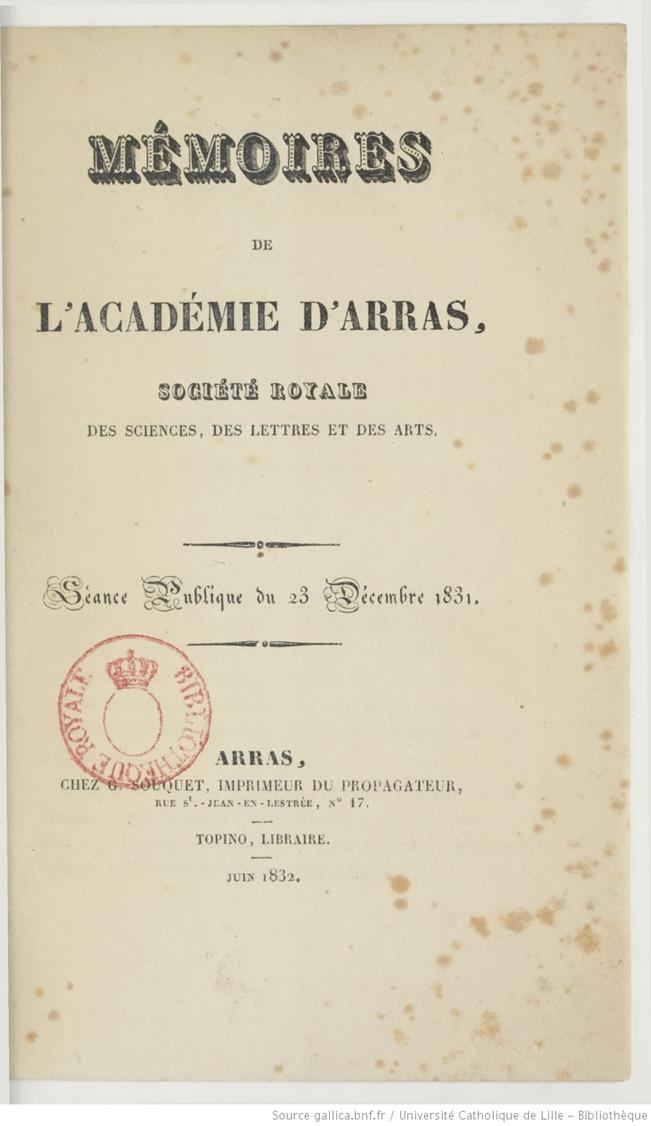 MÉMOIRES
DE
L'ACADÉMIE D'ARRAS,
SOCIÉTÉ ROYALE
DES SCIENCES, DES LETTRES ET DES ARTS.
Séance Publique du 23 Décembre 1831.
BIBLIOTHÈQUE ROYALE
ARRAS,
CHEZ G. SOUQUET, IMPRIMEUR DU PROPAGATEUR,
RUE St.-JEAN-EN-LESTRÉE, N° 17.
TOPINO, LIBRAIRE.
JUIN 1832.
Source gallica.bnf.fr / Université Catholique de Lille – Bibliothèque